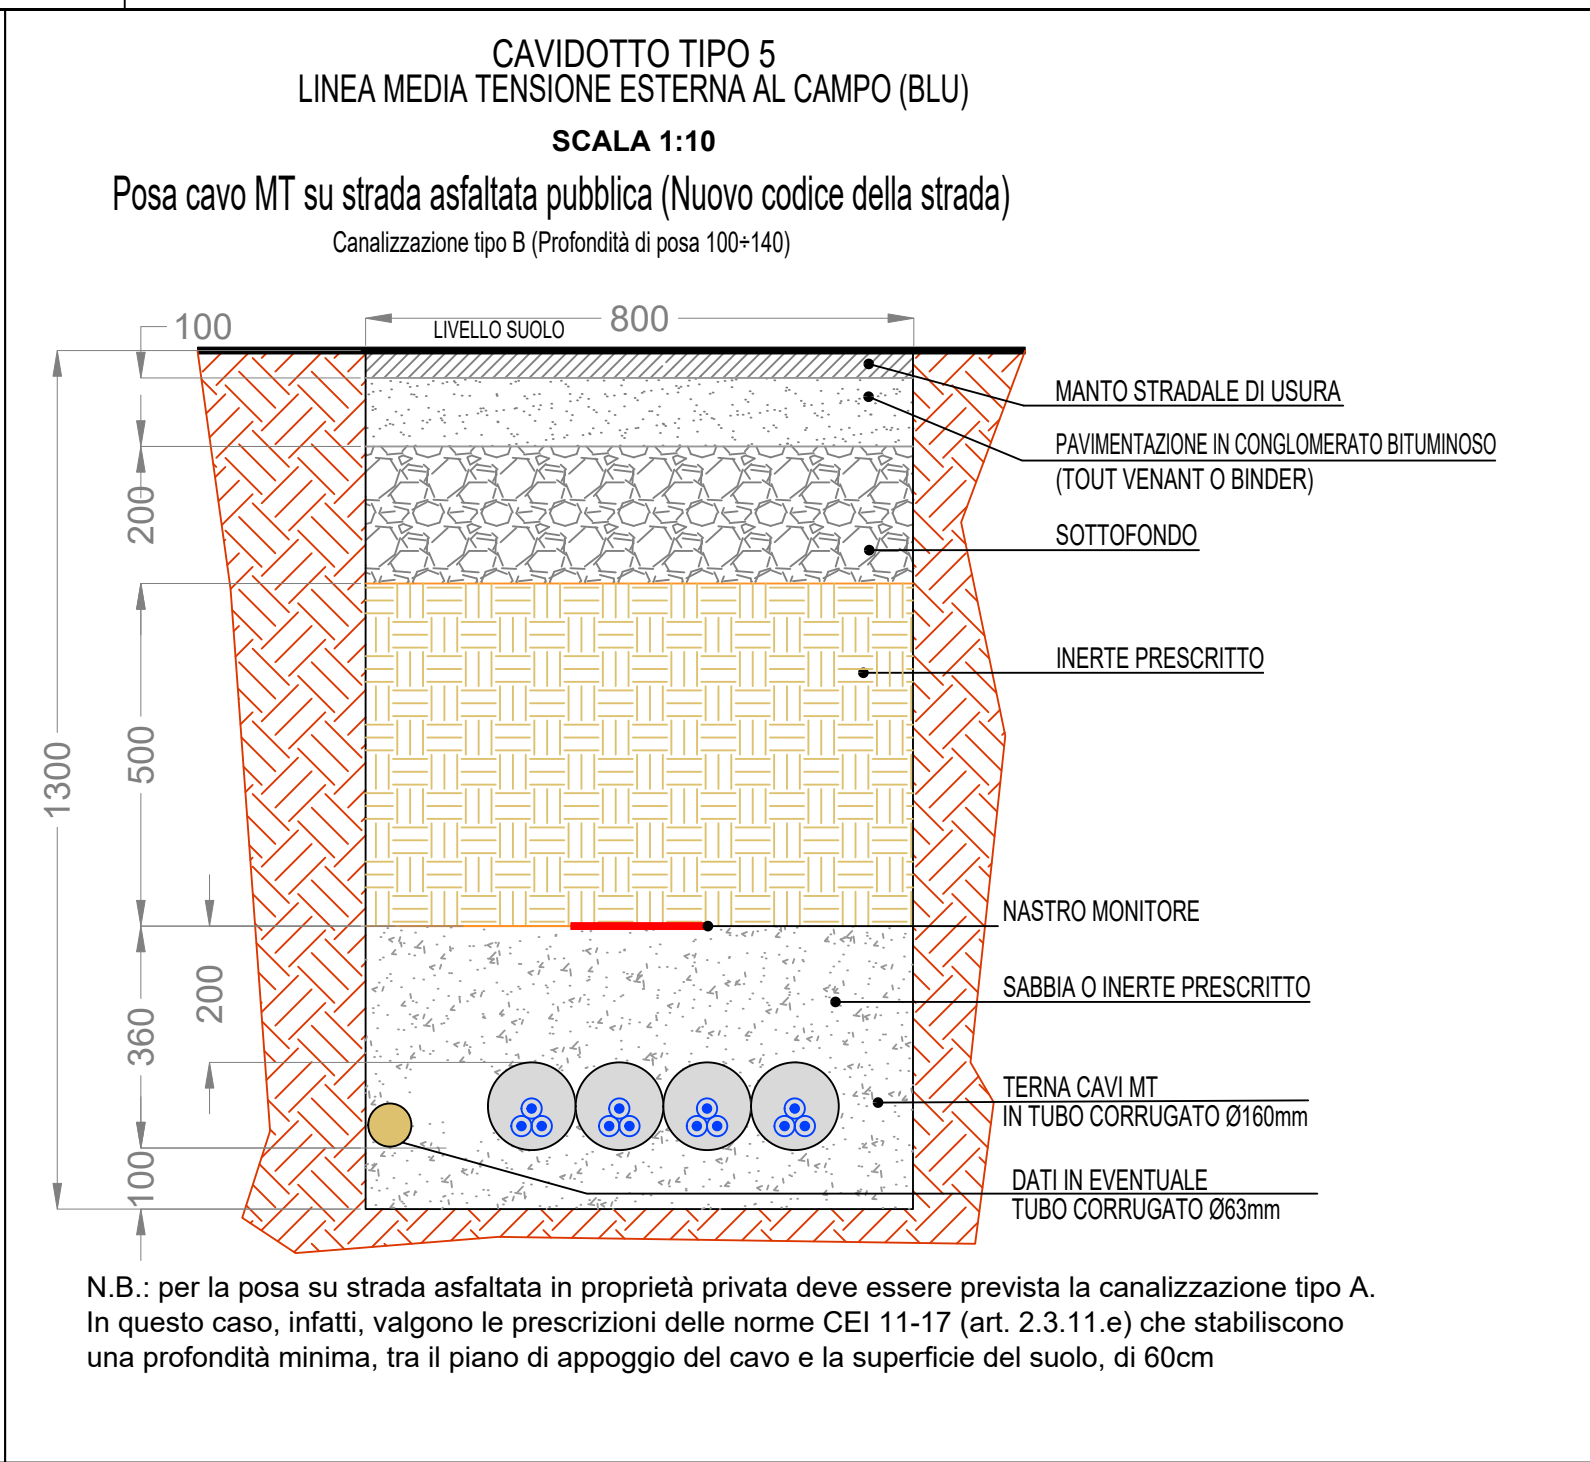 CAVIDOTTO TIPO 5
LINEA MEDIA TENSIONE ESTERNA AL CAMPO (BLU)
SCALA 1:10
Posa cavo MT su strada asfaltata pubblica (Nuovo codice della strada)
Canalizzazione tipo B (Profondità di posa 100÷140)
100
LIVELLO SUOLO
800
MANTO STRADALE DI USURA
PAVIMENTAZIONE IN CONGLOMERATO BITUMINOSO
(TOUT VENANT O BINDER)
200
SOTTOFONDO
INERTE PRESCRITTO
500
1300
NASTRO MONITORE
200
SABBIA O INERTE PRESCRITTO
360
TERNA CAVI MT
IN TUBO CORRUGATO Ø160mm
100
DATI IN EVENTUALE
TUBO CORRUGATO Ø63mm
N.B.: per la posa su strada asfaltata in proprietà privata deve essere prevista la canalizzazione tipo A.
In questo caso, infatti, valgono le prescrizioni delle norme CEI 11-17 (art. 2.3.11.e) che stabiliscono
una profondità minima, tra il piano di appoggio del cavo e la superficie del suolo, di 60cm